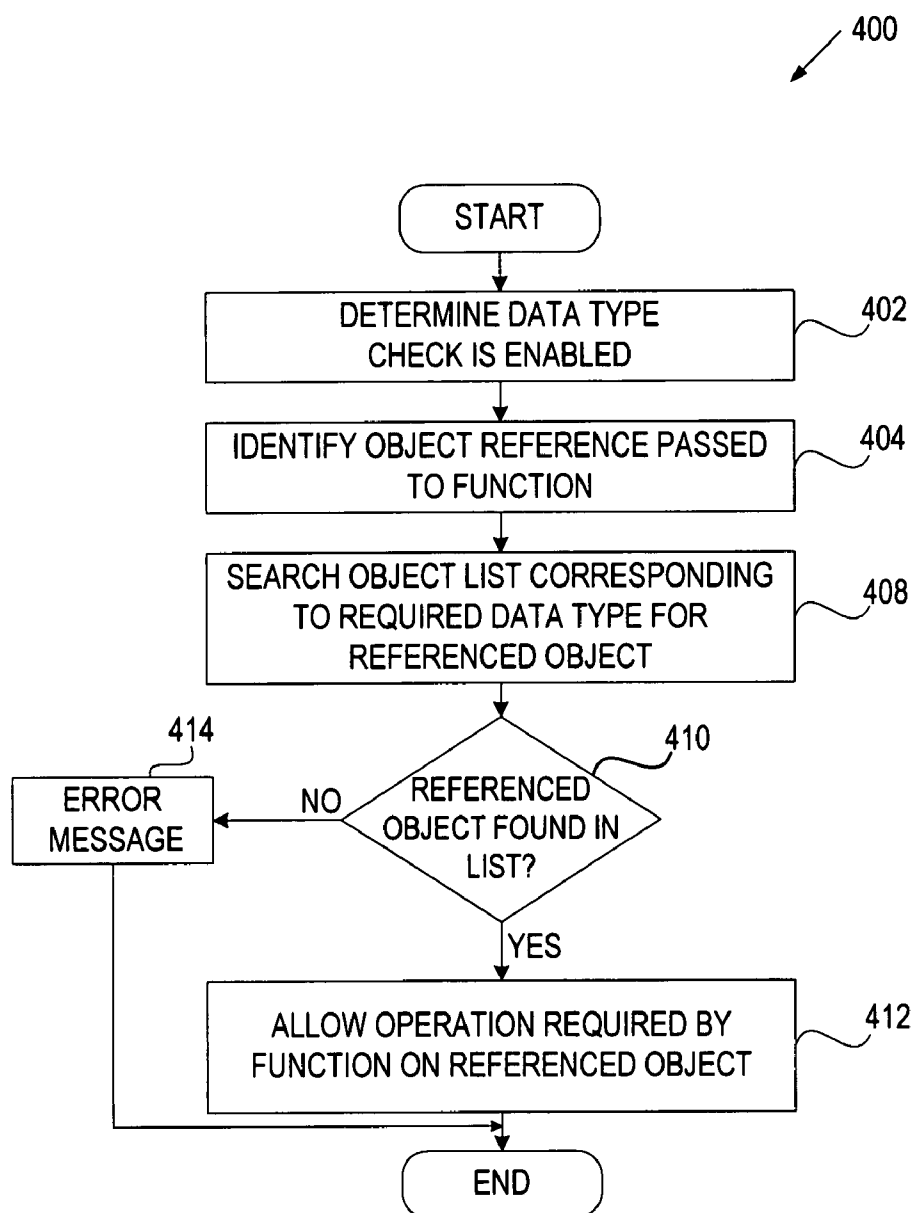 400
START
DETERMINE DATA TYPE
CHECK IS ENABLED
402
IDENTIFY OBJECT REFERENCE PASSED
TO FUNCTION
404
SEARCH OBJECT LIST CORRESPONDING
TO REQUIRED DATA TYPE FOR
REFERENCED OBJECT
408
414
410
ERROR
MESSAGE
NO
REFERENCED
OBJECT FOUND IN
LIST?
YES
ALLOW OPERATION REQUIRED BY
FUNCTION ON REFERENCED OBJECT
412
END